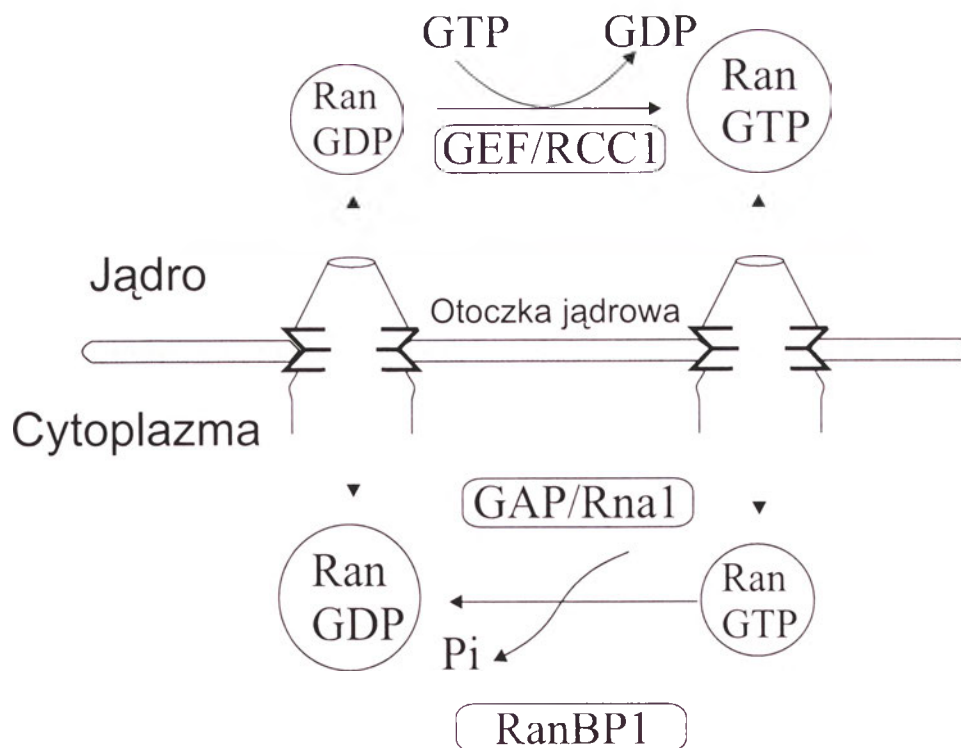 GTP GDP
Ran
GDP
GEF/RCC1
Ran
GTP
Jądro
Otoczka jądrowa
Cytoplazma
GAP/Rna1
Ran
GDP
Ran
GTP
Pi
RanBP1